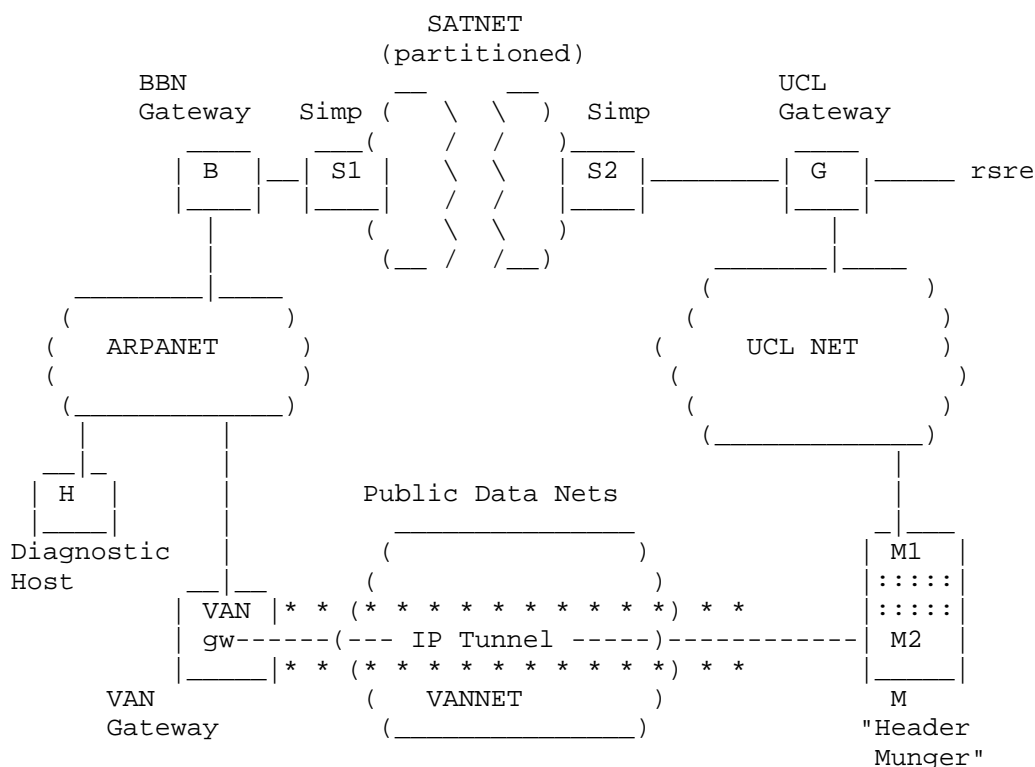 SATNET
(partitioned)
BBN UCL
Gateway Simp Simp Gateway
B S1 S2 G rsre
ARPANET UCL NET
H Public Data Nets
Diagnostic M1
Host
VAN
gw IP Tunnel M2
VAN VANNET M
Gateway "Header
Munger"